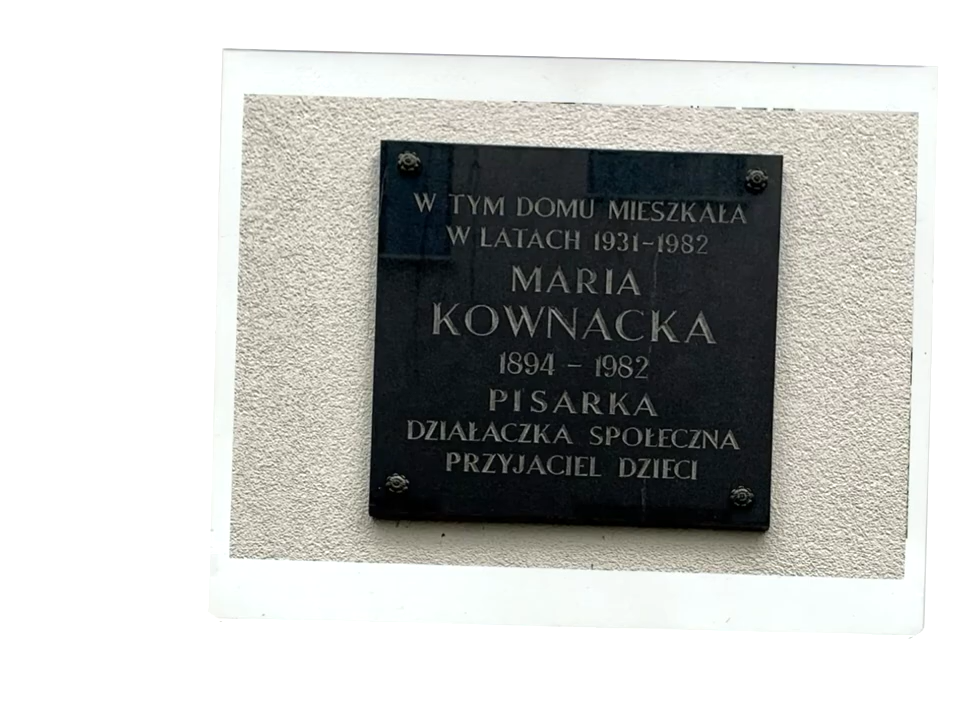 W TYM DOMU MIESZKAŁA
W LATACH 1931-1982
MARIA
KOWNACKA
1894 – 1982
PISARKA
DZIAŁACZKA SPOŁECZNA
PRZYJACIEL DZIECI